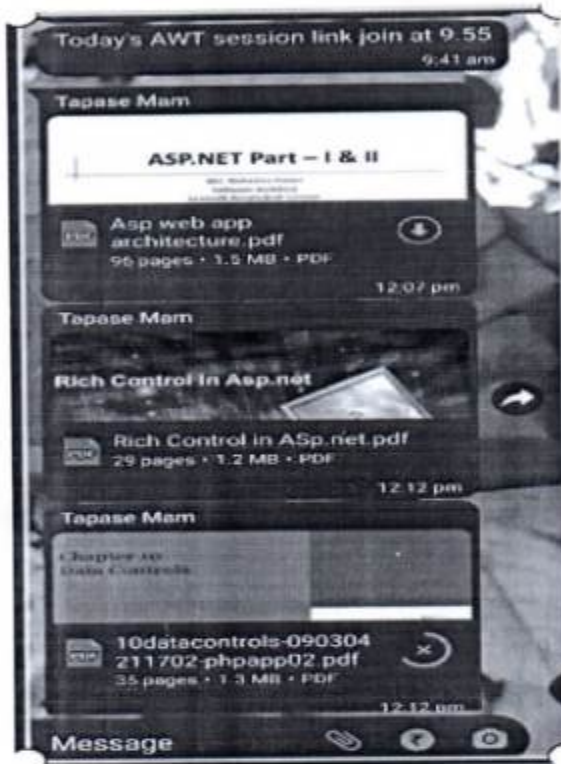 Today's AWT session link join at 9.55
9:41 am
Tapase Mam
ASP.NET Part – I & II
Asp web app
architecture.pdf
96 pages • 1.5 MB • PDF
12:07 pm
Tapase Mam
Rich Control In Asp.net
Rich Control in ASp.net.pdf
29 pages • 1.2 MB • PDF
12:12 pm
Tapase Mam
Chapter 10
Data Controls
10datacontrols-090304
211702-phpapp02.pdf
35 pages • 1.3 MB • PDF
12:12 pm
Message